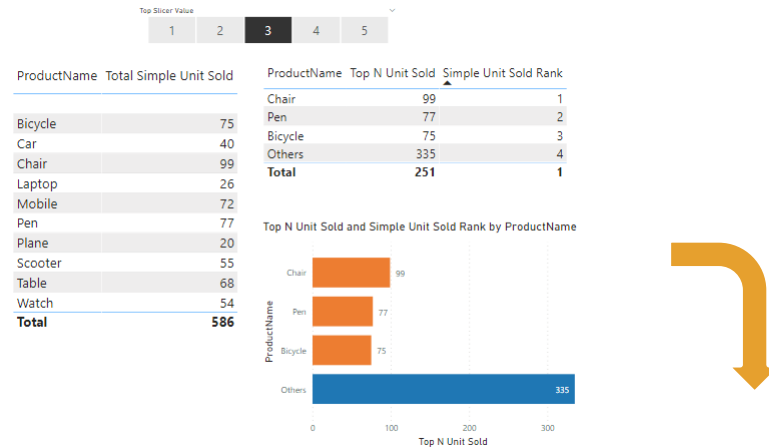 Top Slicer Value
1 2 3 4 5
ProductName Total Simple Unit Sold
Bicycle 75
Car 40
Chair 99
Laptop 26
Mobile 72
Pen 77
Plane 20
Scooter 55
Table 68
Watch 54
Total 586
ProductName Top N Unit Sold Simple Unit Sold Rank
Chair 99 1
Pen 77 2
Bicycle 75 3
Others 335 4
Total 251 1
Top N Unit Sold and Simple Unit Sold Rank by ProductName
ProductName
Chair 99
Pen 77
Bicycle 75
Others 335
0 100 200 300
Top N Unit Sold